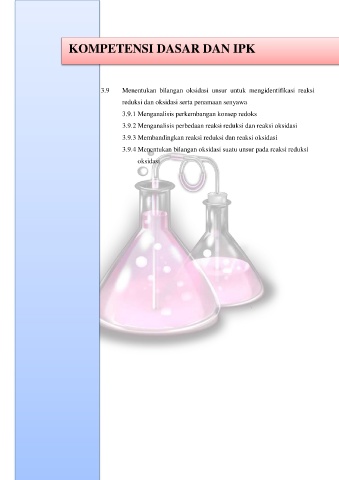 KOMPETENSI DASAR DAN IPK
3.9 Menentukan bilangan oksidasi unsur untuk mengidentifikasi reaksi
reduksi dan oksidasi serta penamaan senyawa
3.9.1 Menganalisis perkembangan konsep redoks
3.9.2 Menganalisis perbedaan reaksi reduksi dan reaksi oksidasi
3.9.3 Membandingkan reaksi reduksi dan reaksi oksidasi
3.9.4 Menentukan bilangan oksidasi suatu unsur pada reaksi reduksi
oksidasi